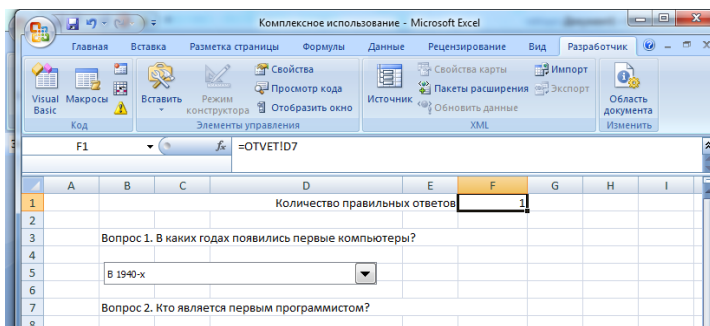 Комплексное использование - Microsoft Excel
Главная Вставка Разметка страницы Формулы Данные Рецензирование Вид Разработчик
Visual Basic Макросы Вставить Режим конструктора Свойства Просмотр кода Отобразить окно Источник Свойства карты Пакеты расширения Обновить данные Импорт Экспорт Область документа
Код Элементы управления XML Изменить
F1 fx =OTVET!D7
A B C D E F G H I
1 Количество правильных ответов 1
2
3 Вопрос 1. В каких годах появились первые компьютеры?
4
5 В 1940-х
6
7 Вопрос 2. Кто является первым программистом?
8